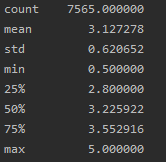 count 7565.000000
mean 3.127278
std 0.620652
min 0.500000
25% 2.800000
50% 3.225922
75% 3.552916
max 5.000000